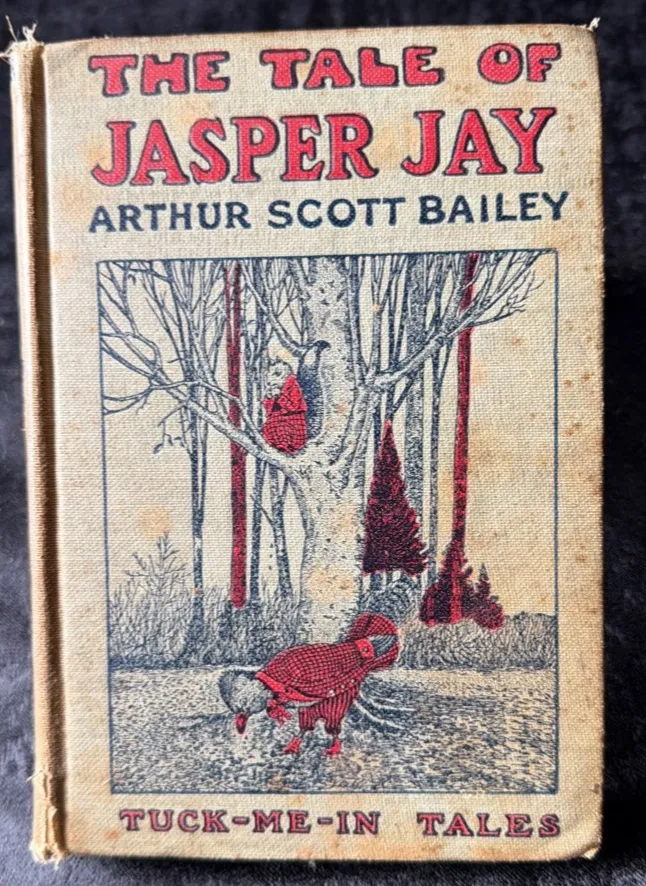 THE TALE OF
JASPER JAY
ARTHUR SCOTT BAILEY
TUCK-ME-IN TALES